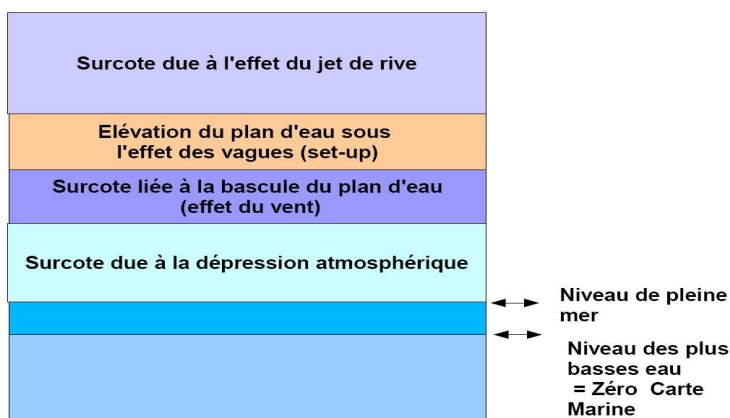 Surcote due à l'effet du jet de rive
Elévation du plan d'eau sous
l'effet des vagues (set-up)
Surcote liée à la bascule du plan d'eau
(effet du vent)
Surcote due à la dépression atmosphérique
Niveau de pleine
mer
Niveau des plus
basses eau
= Zéro Carte
Marine